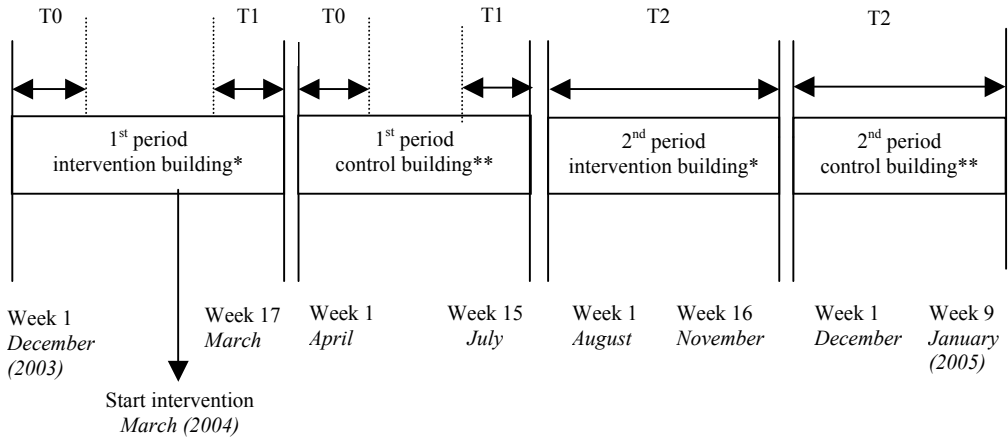 T0 T1 T0 T1 T2 T2
1st period
intervention building*
1st period
control building**
2nd period
intervention building*
2nd period
control building**
Week 1
December
(2003)
Week 17
March
Week 1
April
Week 15
July
Week 1
August
Week 16
November
Week 1
December
Week 9
January
(2005)
Start intervention
March (2004)